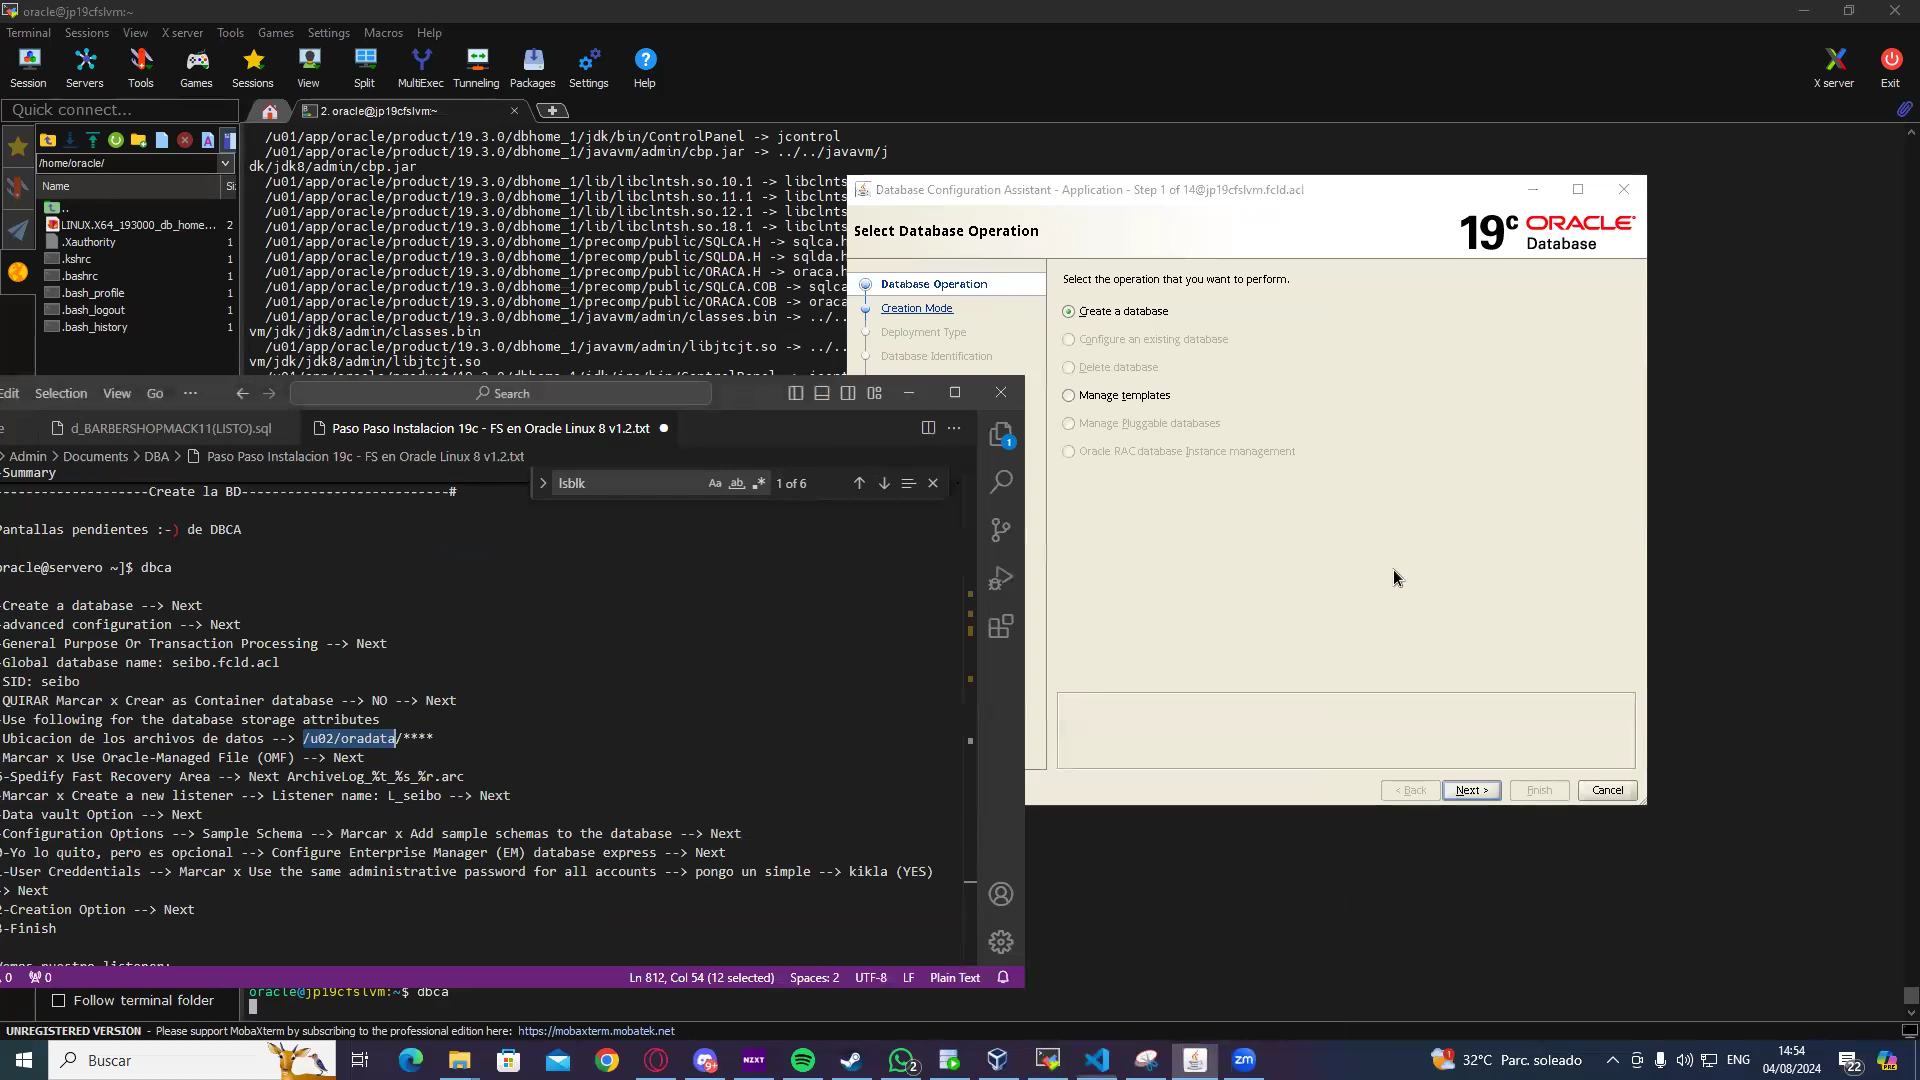 oracle@jp19cfslvm:~
Terminal Sessions View X server Tools Games Settings Macros Help
Session Servers Tools Games Sessions View Split MultiExec Tunneling Packages Settings Help
X server Exit
Quick connect...
2. oracle@jp19cfslvm:~
/home/oracle/
Name
..
LINUX.X64_193000_db_home... 2
.Xauthority 1
.kshrc 1
.bashrc 1
.bash_profile 1
.bash_logout 1
.bash_history 1
/u01/app/oracle/product/19.3.0/dbhome_1/jdk/bin/ControlPanel -> jcontrol
/u01/app/oracle/product/19.3.0/dbhome_1/javavm/admin/cbp.jar -> ../../javavm/j
dk/jdk8/admin/cbp.jar
/u01/app/oracle/product/19.3.0/dbhome_1/lib/libclntsh.so.10.1 -> libclnts
/u01/app/oracle/product/19.3.0/dbhome_1/lib/libclntsh.so.11.1 -> libclnts
/u01/app/oracle/product/19.3.0/dbhome_1/lib/libclntsh.so.12.1 -> libclnts
/u01/app/oracle/product/19.3.0/dbhome_1/lib/libclntsh.so.18.1 -> libclnts
/u01/app/oracle/product/19.3.0/dbhome_1/precomp/public/SQLCA.H -> sqlca.h
/u01/app/oracle/product/19.3.0/dbhome_1/precomp/public/SQLDA.H -> sqlda.h
/u01/app/oracle/product/19.3.0/dbhome_1/precomp/public/ORACA.H -> oraca.h
/u01/app/oracle/product/19.3.0/dbhome_1/precomp/public/SQLCA.COB -> sqlca
/u01/app/oracle/product/19.3.0/dbhome_1/precomp/public/ORACA.COB -> oraca
/u01/app/oracle/product/19.3.0/dbhome_1/javavm/admin/classes.bin -> ../..
vm/jdk/jdk8/admin/classes.bin
/u01/app/oracle/product/19.3.0/dbhome_1/javavm/admin/libjtcjt.so -> ../..
vm/jdk/jdk8/admin/libjtcjt.so
Database Configuration Assistant - Application - Step 1 of 14@jp19cfslvm.fcld.acl
Select Database Operation
19c ORACLE
Database
Database Operation
Creation Mode
Deployment Type
Database Identification
Select the operation that you want to perform.
Create a database
Configure an existing database
Delete database
Manage templates
Manage Pluggable databases
Oracle RAC database Instance management
< Back Next > Finish Cancel
Edit Selection View Go ... Search
d_BARBERSHOPMACK11(LISTO).sql Paso Paso Instalacion 19c - FS en Oracle Linux 8 v1.2.txt
> Admin > Documents > DBA > Paso Paso Instalacion 19c - FS en Oracle Linux 8 v1.2.txt
lsblk Aa ab .* 1 of 6
-Summary
--------------------Create la BD--------------------------#
Pantallas pendientes :-) de DBCA
oracle@servero ~]$ dbca
-Create a database --> Next
-advanced configuration --> Next
-General Purpose Or Transaction Processing --> Next
-Global database name: seibo.fcld.acl
SID: seibo
QUIRAR Marcar x Crear as Container database --> NO --> Next
-Use following for the database storage attributes
Ubicacion de los archivos de datos --> /u02/oradata/****
Marcar x Use Oracle-Managed File (OMF) --> Next
6-Spedify Fast Recovery Area --> Next ArchiveLog_%t_%s_%r.arc
-Marcar x Create a new listener --> Listener name: L_seibo --> Next
-Data vault Option --> Next
-Configuration Options --> Sample Schema --> Marcar x Add sample schemas to the database --> Next
0-Yo lo quito, pero es opcional --> Configure Enterprise Manager (EM) database express --> Next
1-User Creddentials --> Marcar x Use the same administrative password for all accounts --> pongo un simple --> kikla (YES)
-> Next
2-Creation Option --> Next
3-Finish
1
0 0 Ln 812, Col 54 (12 selected) Spaces: 2 UTF-8 LF Plain Text
Follow terminal folder
oracle@jp19cfslvm:~$ dbca
UNREGISTERED VERSION - Please support MobaXterm by subscribing to the professional edition here: https://mobaxterm.mobatek.net
Buscar
NZXT
9+
2
zm
32°C Parc. soleado
ENG
14:54
04/08/2024
22
PRE